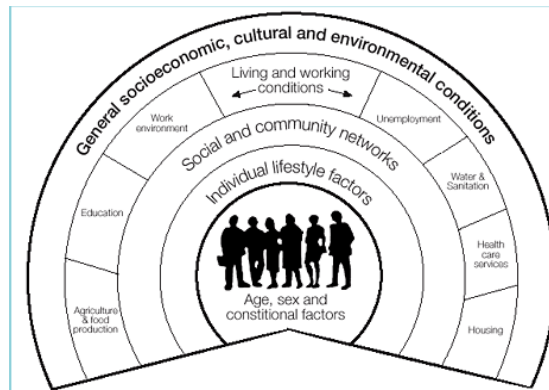 General socioeconomic, cultural and environmental conditions
Living and working
conditions
Work
environment
Unemployment
Social and community networks
Water &
Sanitation
Individual lifestyle factors
Education
Health
care
services
Agriculture
& food
production
Housing
Age, sex and
constitional factors